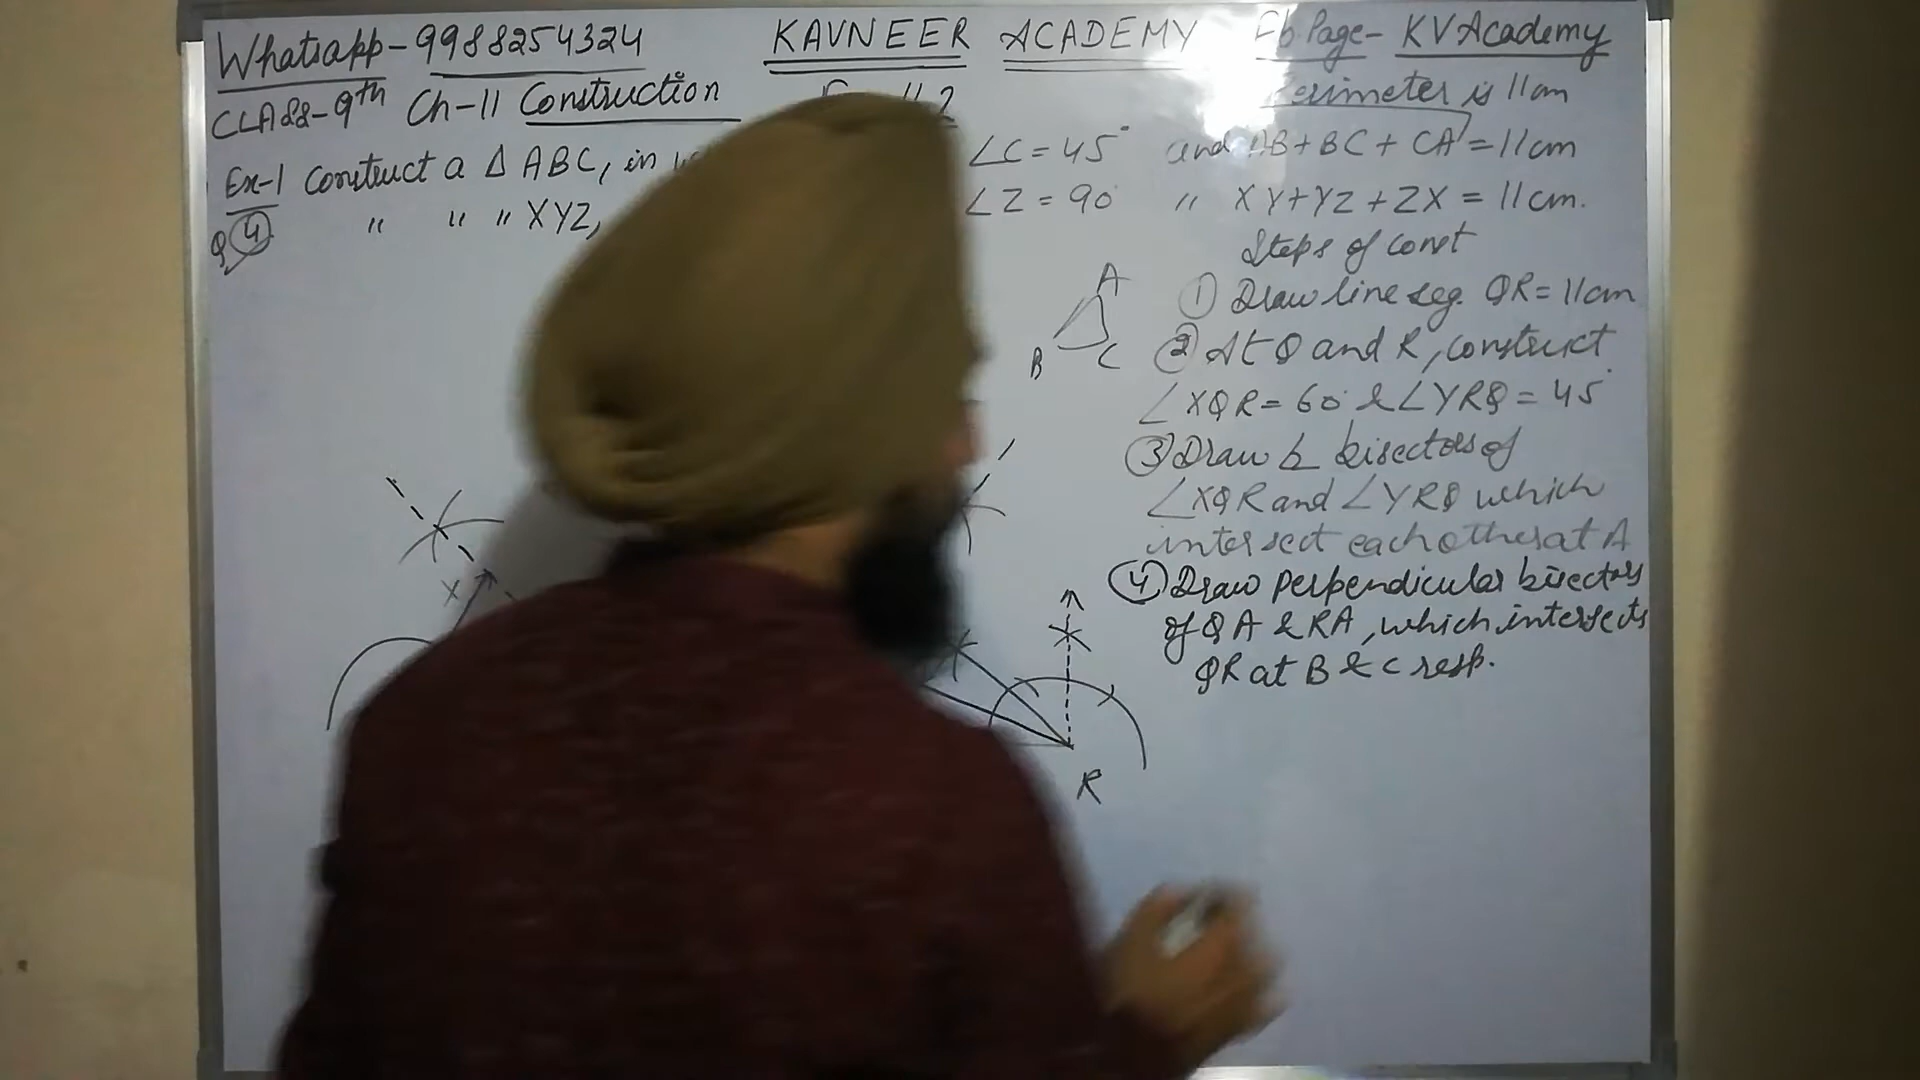 Whatsapp-9988254324 KAVNEER ACADEMY Fb.Page- KVAcademy
CLASS-9th Ch-11 Construction 2 Perimeter is 11cm
Ex-1 Construct a Δ ABC, in ∠C=45° and AB+BC+CA=11cm
Q④ " " " XYZ, ∠Z=90° " XY+YZ+ZX=11cm.
Steps of const
① Draw line seg. QR=11cm
② At Q and R, construct
∠XQR=60° & ∠YRQ=45°
③ Draw bisectors of
∠XQR and ∠YRQ which
intersect each other at A
④ Draw perpendicular bisectors
of QA & RA, which intersects
QR at B & C resp.
A
B C
X
R